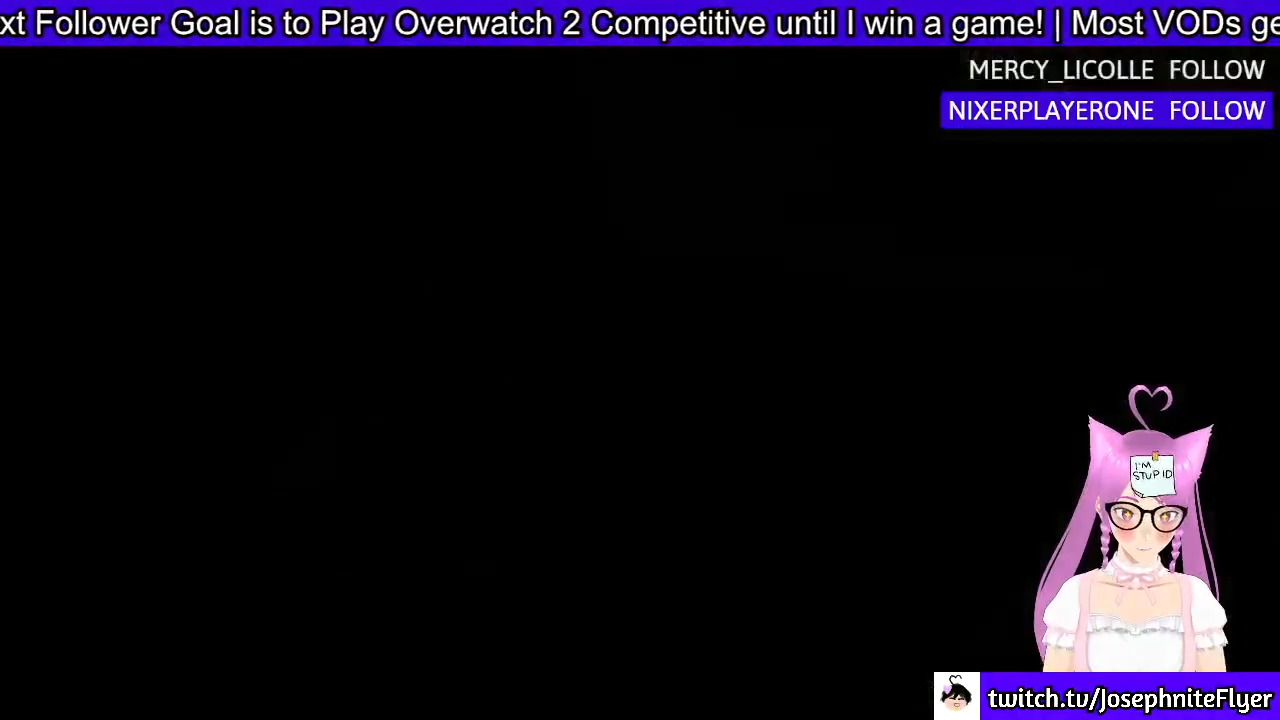 xt Follower Goal is to Play Overwatch 2 Competitive until I win a game! | Most VODs ge
MERCY_LICOLLE FOLLOW
NIXERPLAYERONE FOLLOW
I'M
STUPID
twitch.tv/JosephniteFlyer